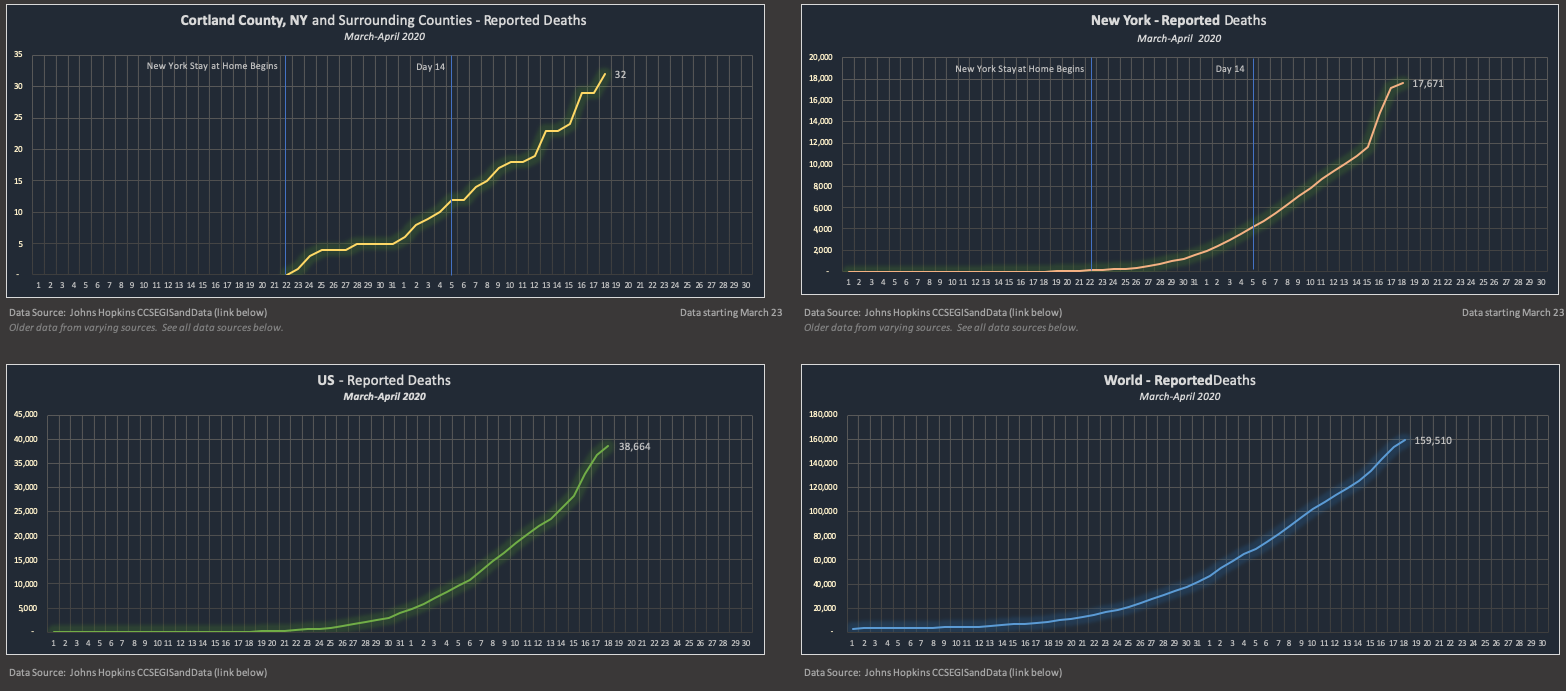 Cortland County, NY and Surrounding Counties - Reported Deaths
March-April 2020
35
30
25
20
15
10
5
-
New York Stay at Home Begins
Day 14
32
1 2 3 4 5 6 7 8 9 10 11 12 13 14 15 16 17 18 19 20 21 22 23 24 25 26 27 28 29 30 31 1 2 3 4 5 6 7 8 9 10 11 12 13 14 15 16 17 18 19 20 21 22 23 24 25 26 27 28 29 30
Data Source: Johns Hopkins CCSEGISandData (link below)
Data starting March 23
Older data from varying sources. See all data sources below.
New York - Reported Deaths
March-April 2020
20,000
18,000
16,000
14,000
12,000
10,000
8,000
6,000
4,000
2,000
-
New York Stay at Home Begins
Day 14
17,671
1 2 3 4 5 6 7 8 9 10 11 12 13 14 15 16 17 18 19 20 21 22 23 24 25 26 27 28 29 30 31 1 2 3 4 5 6 7 8 9 10 11 12 13 14 15 16 17 18 19 20 21 22 23 24 25 26 27 28 29 30
Data Source: Johns Hopkins CCSEGISandData (link below)
Data starting March 23
Older data from varying sources. See all data sources below.
US - Reported Deaths
March-April 2020
45,000
40,000
35,000
30,000
25,000
20,000
15,000
10,000
5,000
-
38,664
1 2 3 4 5 6 7 8 9 10 11 12 13 14 15 16 17 18 19 20 21 22 23 24 25 26 27 28 29 30 31 1 2 3 4 5 6 7 8 9 10 11 12 13 14 15 16 17 18 19 20 21 22 23 24 25 26 27 28 29 30
Data Source: Johns Hopkins CCSEGISandData (link below)
World - ReportedDeaths
March-April 2020
180,000
160,000
140,000
120,000
100,000
80,000
60,000
40,000
20,000
-
159,510
1 2 3 4 5 6 7 8 9 10 11 12 13 14 15 16 17 18 19 20 21 22 23 24 25 26 27 28 29 30 31 1 2 3 4 5 6 7 8 9 10 11 12 13 14 15 16 17 18 19 20 21 22 23 24 25 26 27 28 29 30
Data Source: Johns Hopkins CCSEGISandData (link below)